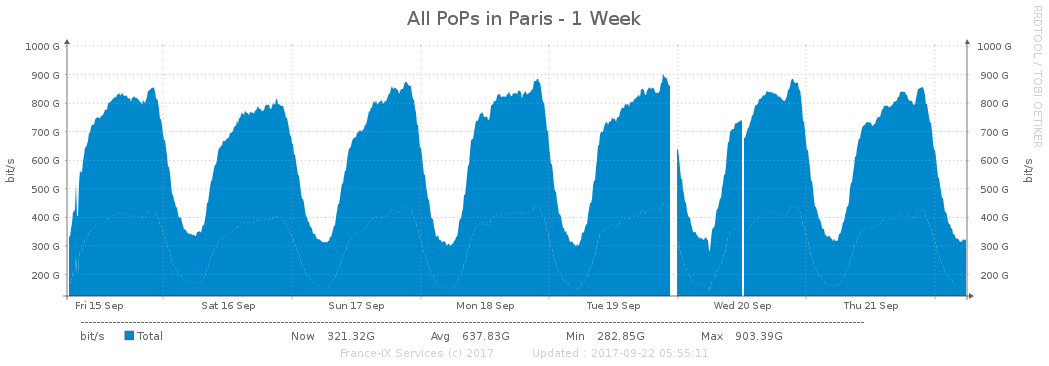 All PoPs in Paris - 1 Week
RRDTOOL / TOBI OETIKER
bit/s
1000 G
900 G
800 G
700 G
600 G
500 G
400 G
300 G
200 G
1000 G
900 G
800 G
700 G
600 G
500 G
400 G
300 G
200 G
bit/s
Fri 15 Sep Sat 16 Sep Sun 17 Sep Mon 18 Sep Tue 19 Sep Wed 20 Sep Thu 21 Sep
bit/s Total Now 321.32G Avg 637.83G Min 282.85G Max 903.39G
France-IX Services (c) 2017 Updated : 2017-09-22 05:55:11